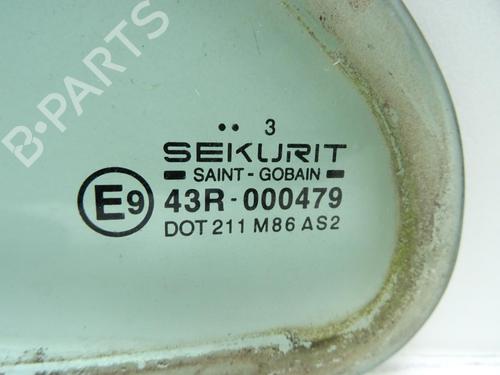 B-PARTS
•• 3
SEKURIT
SAINT-GOBAIN
E9 43R-000479
DOT 211 M86 AS2